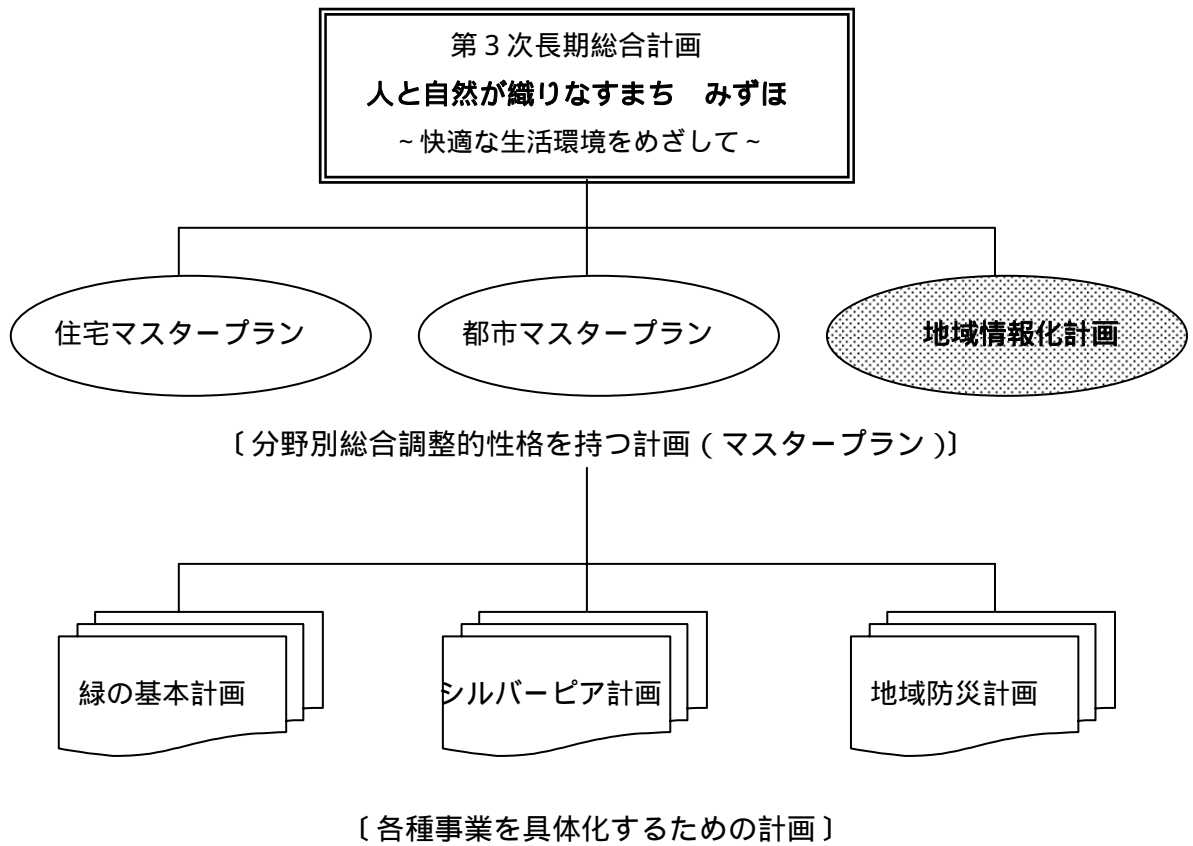 第３次長期総合計画
人と自然が織りなすまち　みずほ
~快適な生活環境をめざして~
住宅マスタープラン
都市マスタープラン
地域情報化計画
〔分野別総合調整的性格を持つ計画(マスタープラン)〕
緑の基本計画
シルバーピア計画
地域防災計画
〔各種事業を具体化するための計画〕